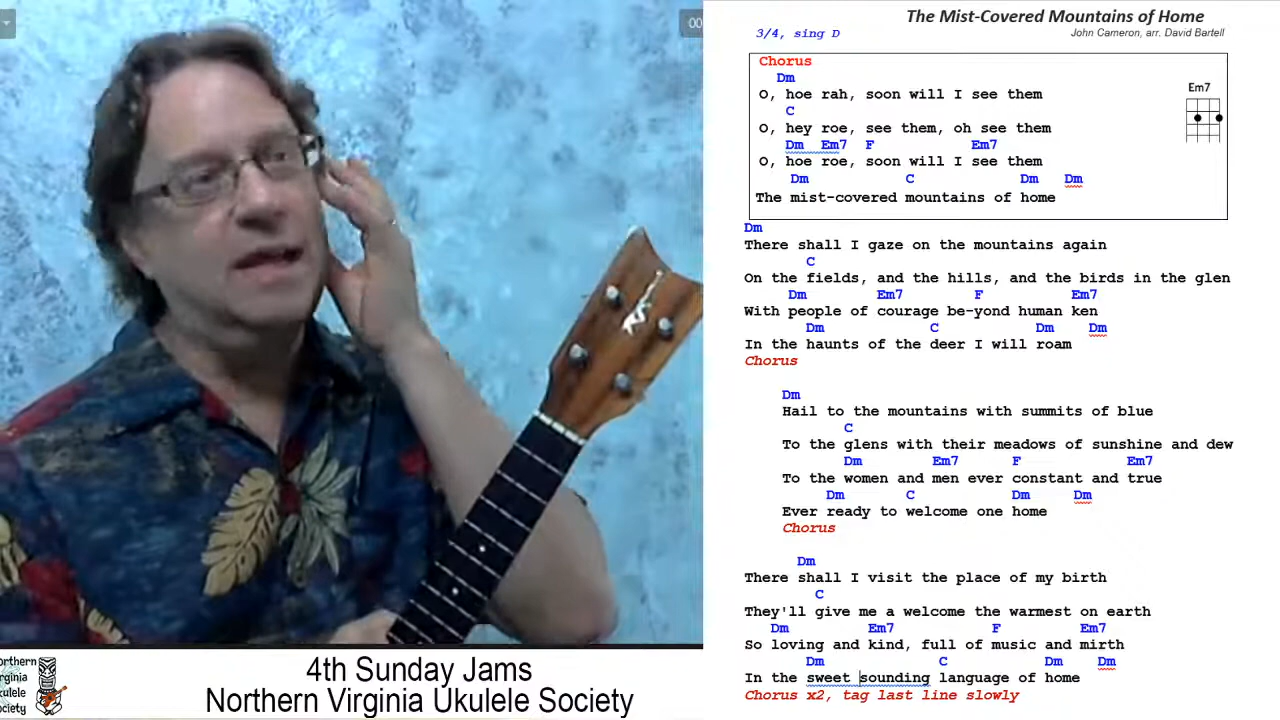 00
The Mist-Covered Mountains of Home
3/4, sing D
John Cameron, arr. David Bartell
Chorus
Dm
O, hoe rah, soon will I see them
C
O, hey roe, see them, oh see them
Dm Em7 F Em7
O, hoe roe, soon will I see them
Dm C Dm Dm
The mist-covered mountains of home
Em7
Dm
There shall I gaze on the mountains again
C
On the fields, and the hills, and the birds in the glen
Dm Em7 F Em7
With people of courage be-yond human ken
Dm C Dm Dm
In the haunts of the deer I will roam
Chorus
Dm
Hail to the mountains with summits of blue
C
To the glens with their meadows of sunshine and dew
Dm Em7 F Em7
To the women and men ever constant and true
Dm C Dm Dm
Ever ready to welcome one home
Chorus
Dm
There shall I visit the place of my birth
C
They'll give me a welcome the warmest on earth
Dm Em7 F Em7
So loving and kind, full of music and mirth
Dm C Dm Dm
In the sweet sounding language of home
Chorus x2, tag last line slowly
4th Sunday Jams
Northern Virginia Ukulele Society
orthern
rginia
kulele
ociety